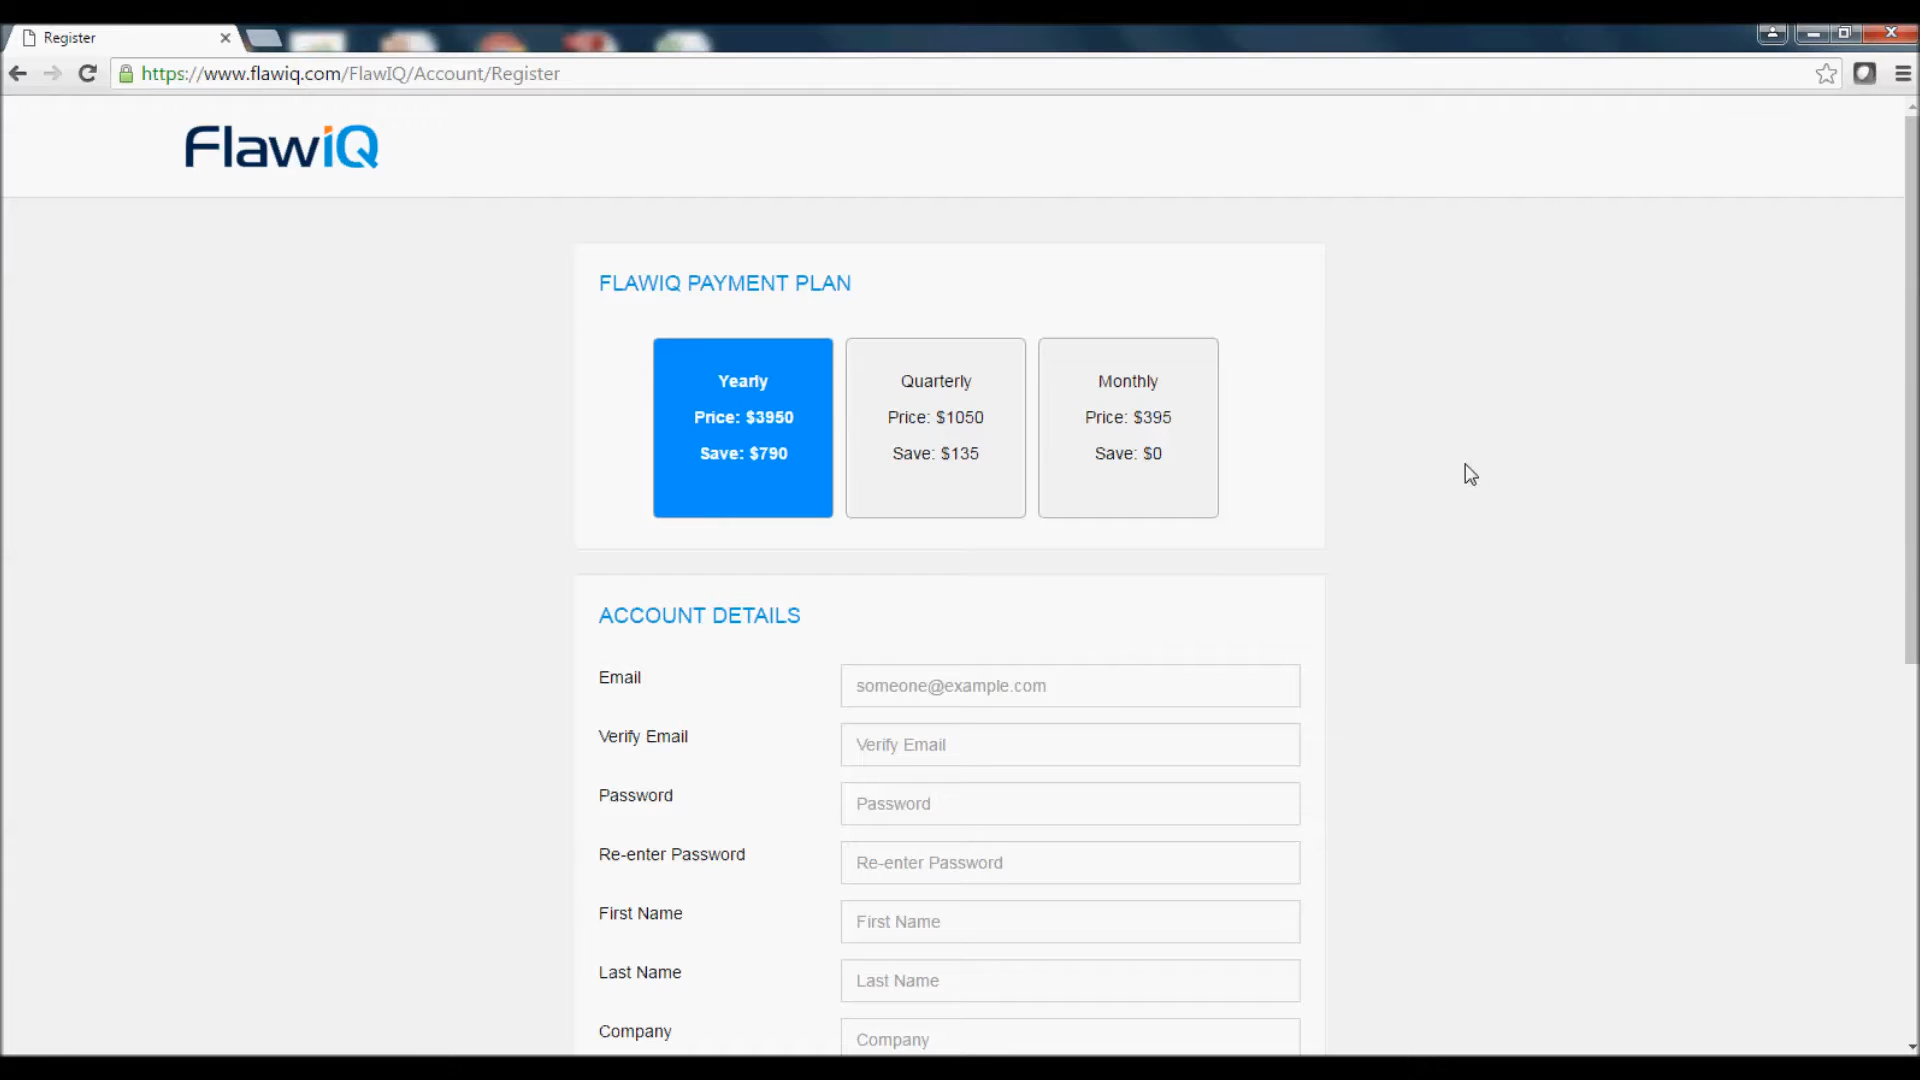 Register
https://www.flawiq.com/FlawIQ/Account/Register
FlawiQ
FLAWIQ PAYMENT PLAN
Yearly
Price: $3950
Save: $790
Quarterly
Price: $1050
Save: $135
Monthly
Price: $395
Save: $0
ACCOUNT DETAILS
Email
someone@example.com
Verify Email
Verify Email
Password
Password
Re-enter Password
Re-enter Password
First Name
First Name
Last Name
Last Name
Company
Company